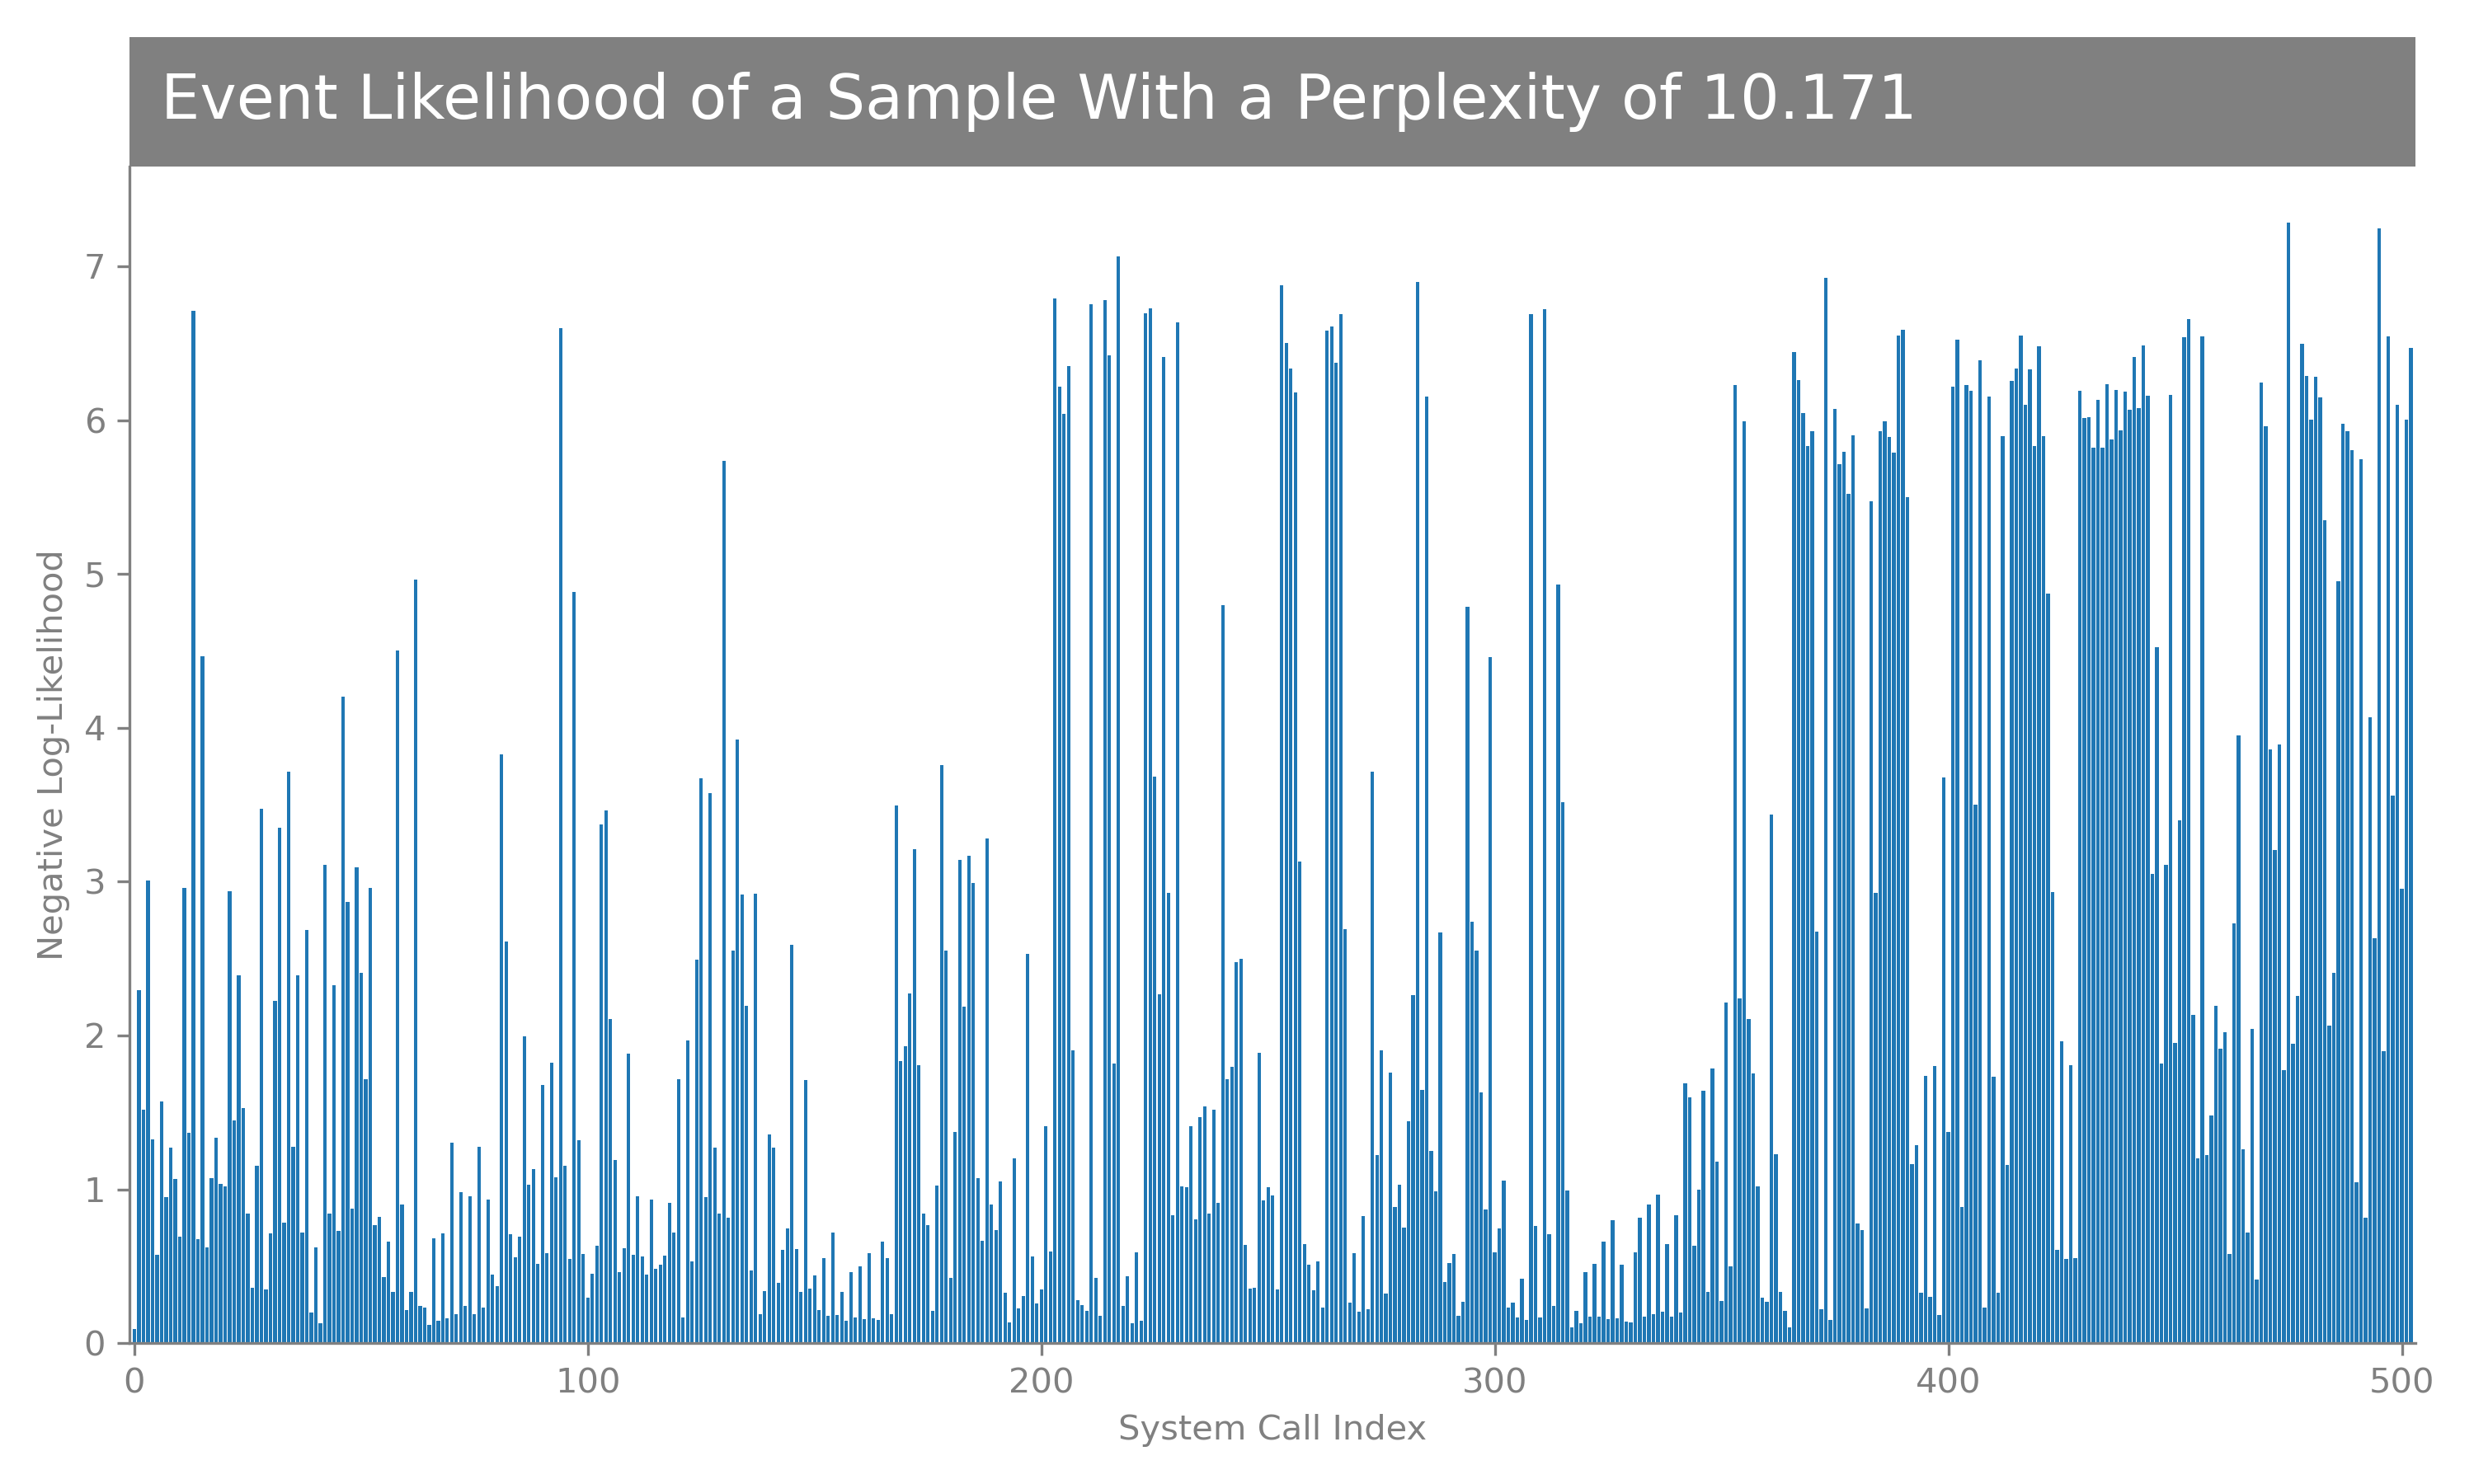 Event Likelihood of a Sample With a Perplexity of 10.171
7
6
5
4
3
2
1
0
Negative Log-Likelihood
0 100 200 300 400 500
System Call Index